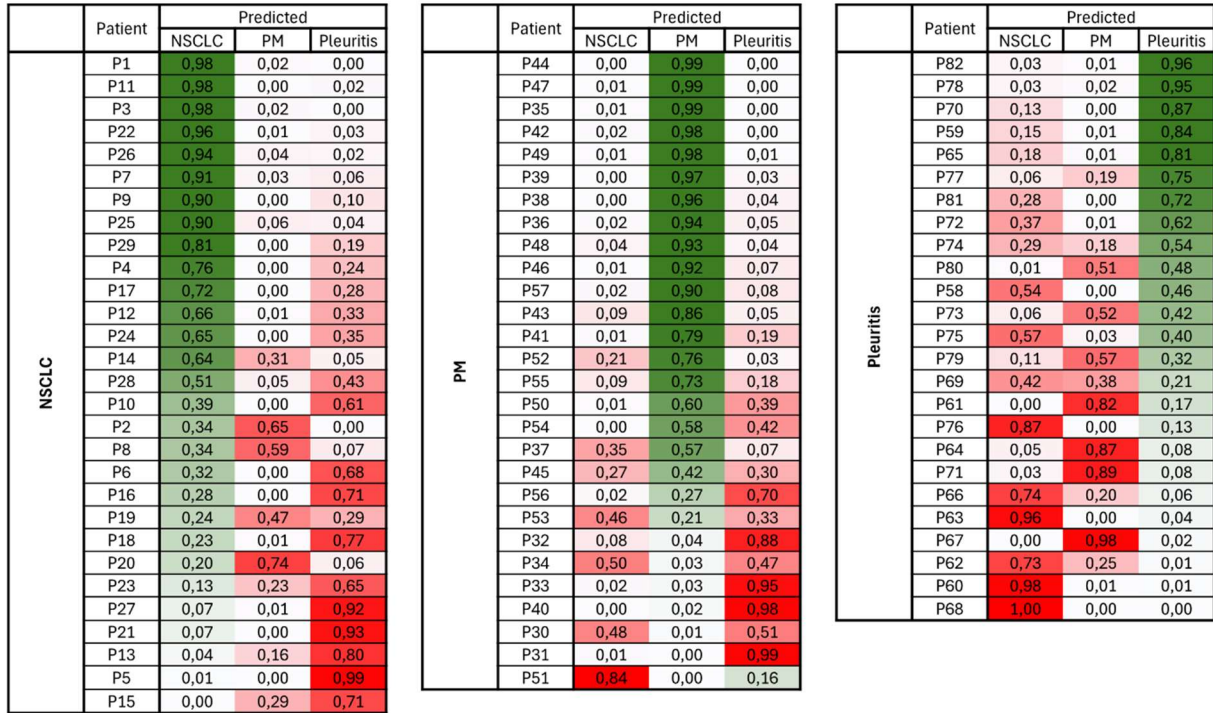 Patient Predicted
NSCLC PM Pleuritis
NSCLC
P1 0,98 0,02 0,00
P11 0,98 0,00 0,02
P3 0,98 0,02 0,00
P22 0,96 0,01 0,03
P26 0,94 0,04 0,02
P7 0,91 0,03 0,06
P9 0,90 0,00 0,10
P25 0,90 0,06 0,04
P29 0,81 0,00 0,19
P4 0,76 0,00 0,24
P17 0,72 0,00 0,28
P12 0,66 0,01 0,33
P24 0,65 0,00 0,35
P14 0,64 0,31 0,05
P28 0,51 0,05 0,43
P10 0,39 0,00 0,61
P2 0,34 0,65 0,00
P8 0,34 0,59 0,07
P6 0,32 0,00 0,68
P16 0,28 0,00 0,71
P19 0,24 0,47 0,29
P18 0,23 0,01 0,77
P20 0,20 0,74 0,06
P23 0,13 0,23 0,65
P27 0,07 0,01 0,92
P21 0,07 0,00 0,93
P13 0,04 0,16 0,80
P5 0,01 0,00 0,99
P15 0,00 0,29 0,71
Patient Predicted
NSCLC PM Pleuritis
PM
P44 0,00 0,99 0,00
P47 0,01 0,99 0,00
P35 0,01 0,99 0,00
P42 0,02 0,98 0,00
P49 0,01 0,98 0,01
P39 0,00 0,97 0,03
P38 0,00 0,96 0,04
P36 0,02 0,94 0,05
P48 0,04 0,93 0,04
P46 0,01 0,92 0,07
P57 0,02 0,90 0,08
P43 0,09 0,86 0,05
P41 0,01 0,79 0,19
P52 0,21 0,76 0,03
P55 0,09 0,73 0,18
P50 0,01 0,60 0,39
P54 0,00 0,58 0,42
P37 0,35 0,57 0,07
P45 0,27 0,42 0,30
P56 0,02 0,27 0,70
P53 0,46 0,21 0,33
P32 0,08 0,04 0,88
P34 0,50 0,03 0,47
P33 0,02 0,03 0,95
P40 0,00 0,02 0,98
P30 0,48 0,01 0,51
P31 0,01 0,00 0,99
P51 0,84 0,00 0,16
Patient Predicted
NSCLC PM Pleuritis
Pleuritis
P82 0,03 0,01 0,96
P78 0,03 0,02 0,95
P70 0,13 0,00 0,87
P59 0,15 0,01 0,84
P65 0,18 0,01 0,81
P77 0,06 0,19 0,75
P81 0,28 0,00 0,72
P72 0,37 0,01 0,62
P74 0,29 0,18 0,54
P80 0,01 0,51 0,48
P58 0,54 0,00 0,46
P73 0,06 0,52 0,42
P75 0,57 0,03 0,40
P79 0,11 0,57 0,32
P69 0,42 0,38 0,21
P61 0,00 0,82 0,17
P76 0,87 0,00 0,13
P64 0,05 0,87 0,08
P71 0,03 0,89 0,08
P66 0,74 0,20 0,06
P63 0,96 0,00 0,04
P67 0,00 0,98 0,02
P62 0,73 0,25 0,01
P60 0,98 0,01 0,01
P68 1,00 0,00 0,00